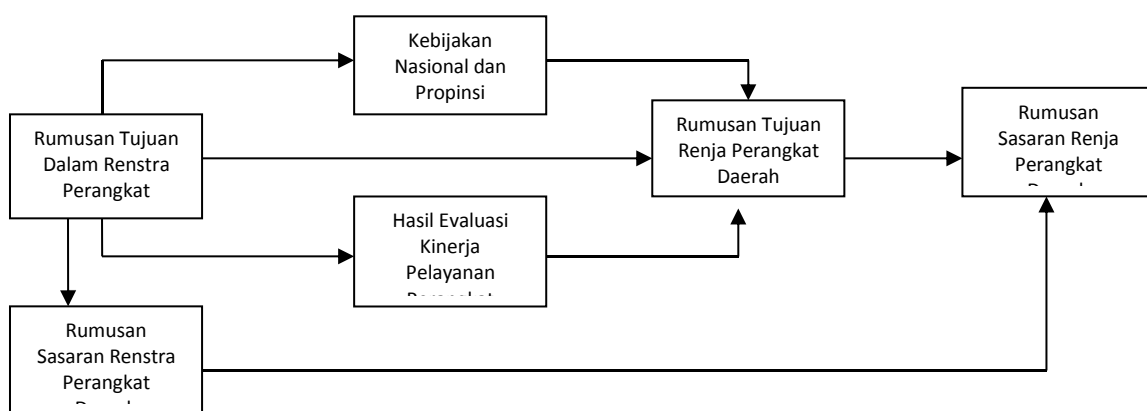 Kebijakan
Nasional dan
Propinsi
Rumusan Tujuan
Dalam Renstra
Perangkat
Rumusan Tujuan
Renja Perangkat
Daerah
Rumusan
Sasaran Renja
Perangkat
Hasil Evaluasi
Kinerja
Pelayanan
Rumusan
Sasaran Renstra
Perangkat